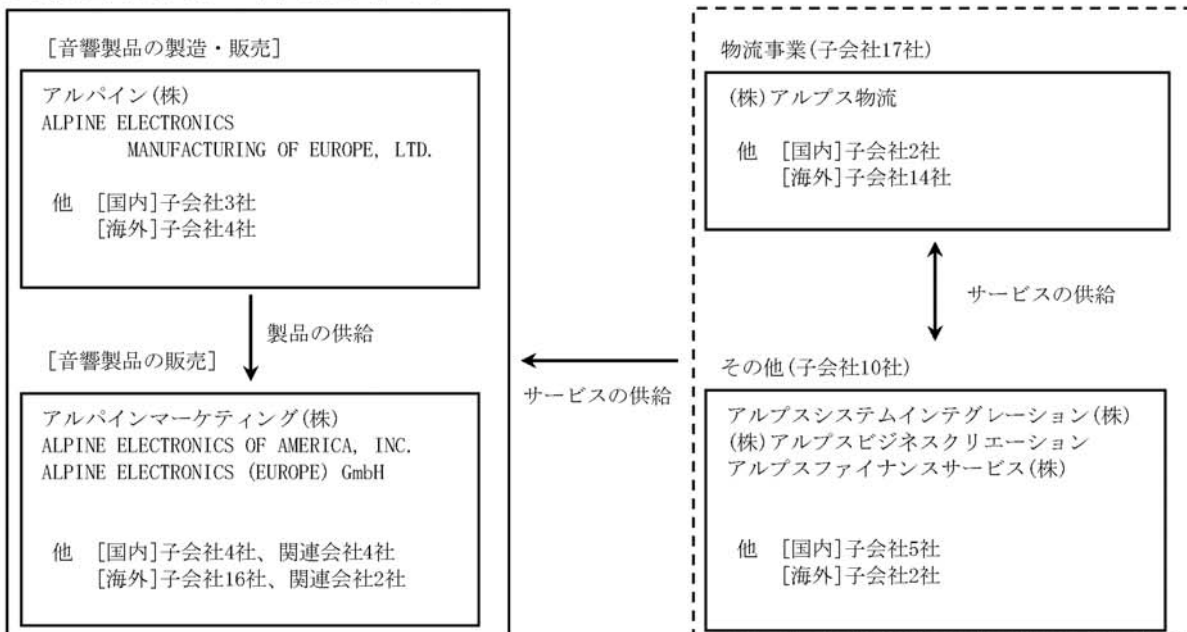 [音響製品の製造・販売]
アルパイン(株)
ALPINE ELECTRONICS
MANUFACTURING OF EUROPE, LTD.
他 [国内]子会社3社
[海外]子会社4社
製品の供給
[音響製品の販売]
アルパインマーケティング(株)
ALPINE ELECTRONICS OF AMERICA, INC.
ALPINE ELECTRONICS (EUROPE) GmbH
他 [国内]子会社4社、関連会社4社
[海外]子会社16社、関連会社2社
サービスの供給
物流事業(子会社17社)
(株)アルプス物流
他 [国内]子会社2社
[海外]子会社14社
サービスの供給
その他(子会社10社)
アルプスシステムインテグレーション(株)
(株)アルプスビジネスクリエーション
アルプスファイナンスサービス(株)
他 [国内]子会社5社
[海外]子会社2社